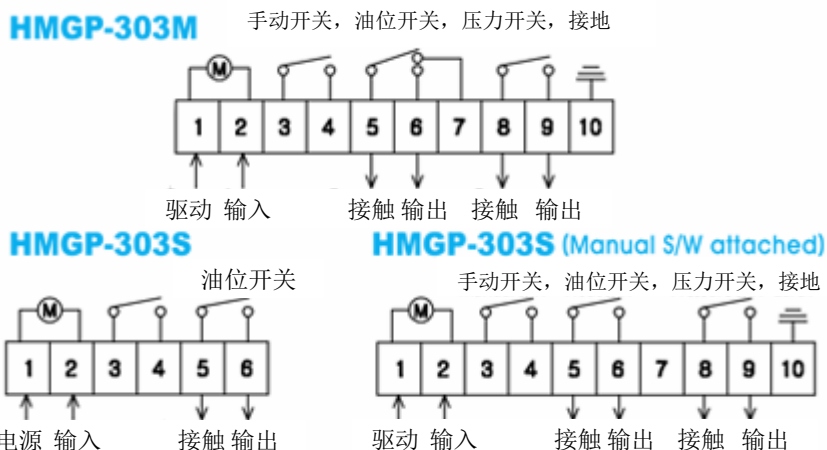 HMGP-303M
手动开关，油位开关，压力开关，接地
M
1 2 3 4 5 6 7 8 9 10
驱动 输入 接触 输出 接触 输出
HMGP-303S
油位开关
M
1 2 3 4 5 6
电源 输入 接触 输出
HMGP-303S (Manual S/W attached)
手动开关，油位开关，压力开关，接地
M
1 2 3 4 5 6 7 8 9 10
驱动 输入 接触 输出 接触 输出